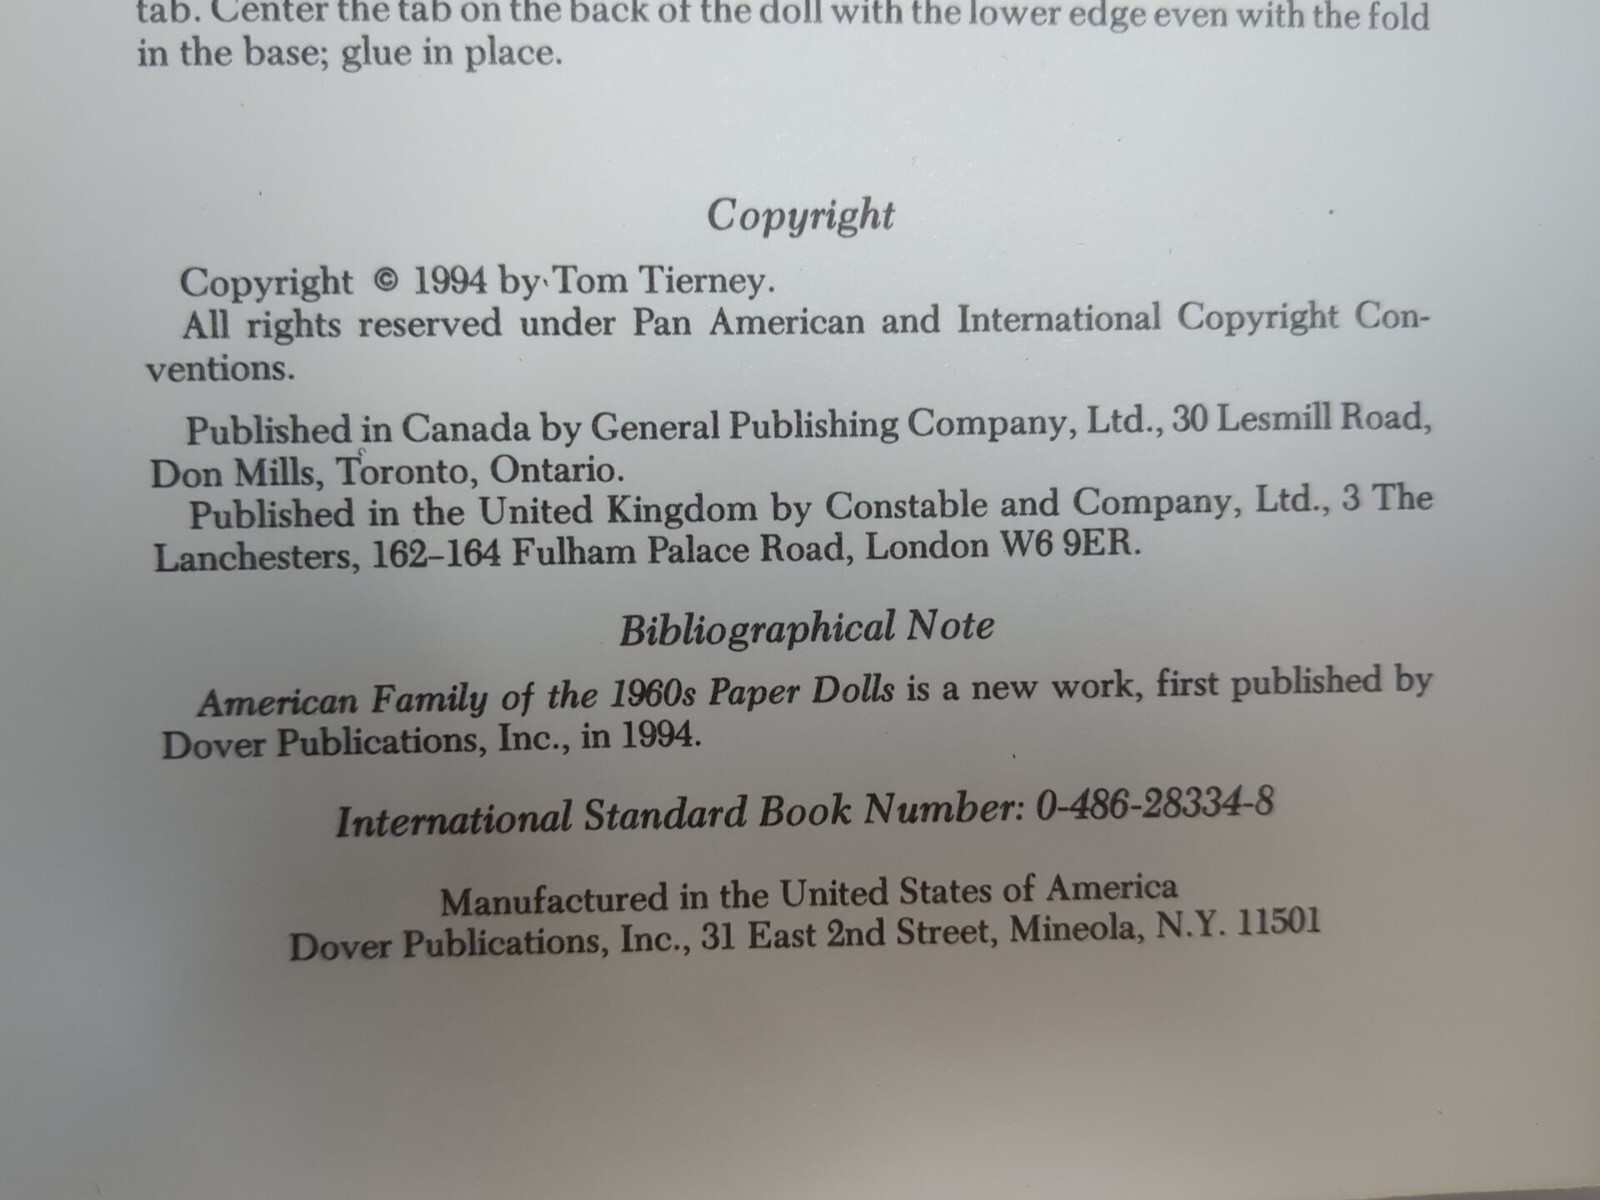 tab. Center the tab on the back of the doll with the lower edge even with the fold
in the base; glue in place.
Copyright
Copyright © 1994 by Tom Tierney.
All rights reserved under Pan American and International Copyright Con-
ventions.
Published in Canada by General Publishing Company, Ltd., 30 Lesmill Road,
Don Mills, Toronto, Ontario.
Published in the United Kingdom by Constable and Company, Ltd., 3 The
Lanchesters, 162–164 Fulham Palace Road, London W6 9ER.
Bibliographical Note
American Family of the 1960s Paper Dolls is a new work, first published by
Dover Publications, Inc., in 1994.
International Standard Book Number: 0-486-28334-8
Manufactured in the United States of America
Dover Publications, Inc., 31 East 2nd Street, Mineola, N.Y. 11501